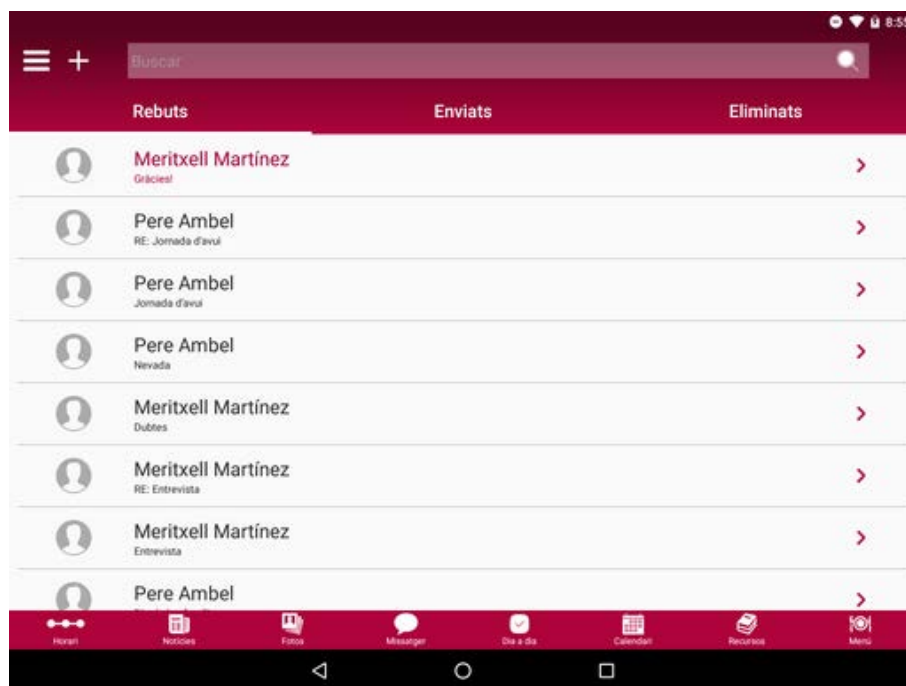 8:55
Buscar
Rebuts Enviats Eliminats
Meritxell Martínez
Gràcies!
Pere Ambel
RE: Jornada d'avui
Pere Ambel
Jornada d'avui
Pere Ambel
Nevada
Meritxell Martínez
Dubtes
Meritxell Martínez
RE: Entrevista
Meritxell Martínez
Entrevista
Pere Ambel
Horari Notícies Fotos Missatger Dia a dia Calendari Recursos Menú